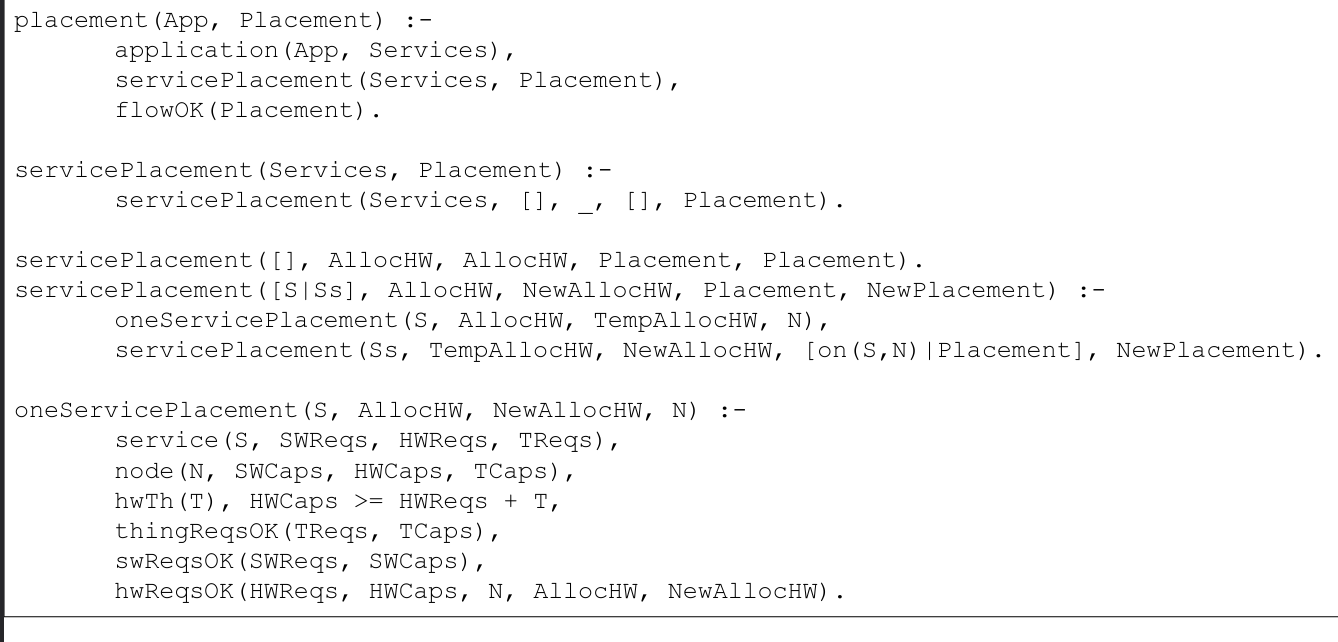 placement(App, Placement) :-
application(App, Services),
servicePlacement(Services, Placement),
flowOK(Placement).
servicePlacement(Services, Placement) :-
servicePlacement(Services, [], _, [], Placement).
servicePlacement([], AllocHW, AllocHW, Placement, Placement).
servicePlacement([S|Ss], AllocHW, NewAllocHW, Placement, NewPlacement) :-
oneServicePlacement(S, AllocHW, TempAllocHW, N),
servicePlacement(Ss, TempAllocHW, NewAllocHW, [on(S,N)|Placement], NewPlacement).
oneServicePlacement(S, AllocHW, NewAllocHW, N) :-
service(S, SWReqs, HWReqs, TReqs),
node(N, SWCaps, HWCaps, TCaps),
hwTh(T), HWCaps >= HWReqs + T,
thingReqsOK(TReqs, TCaps),
swReqsOK(SWReqs, SWCaps),
hwReqsOK(HWReqs, HWCaps, N, AllocHW, NewAllocHW).